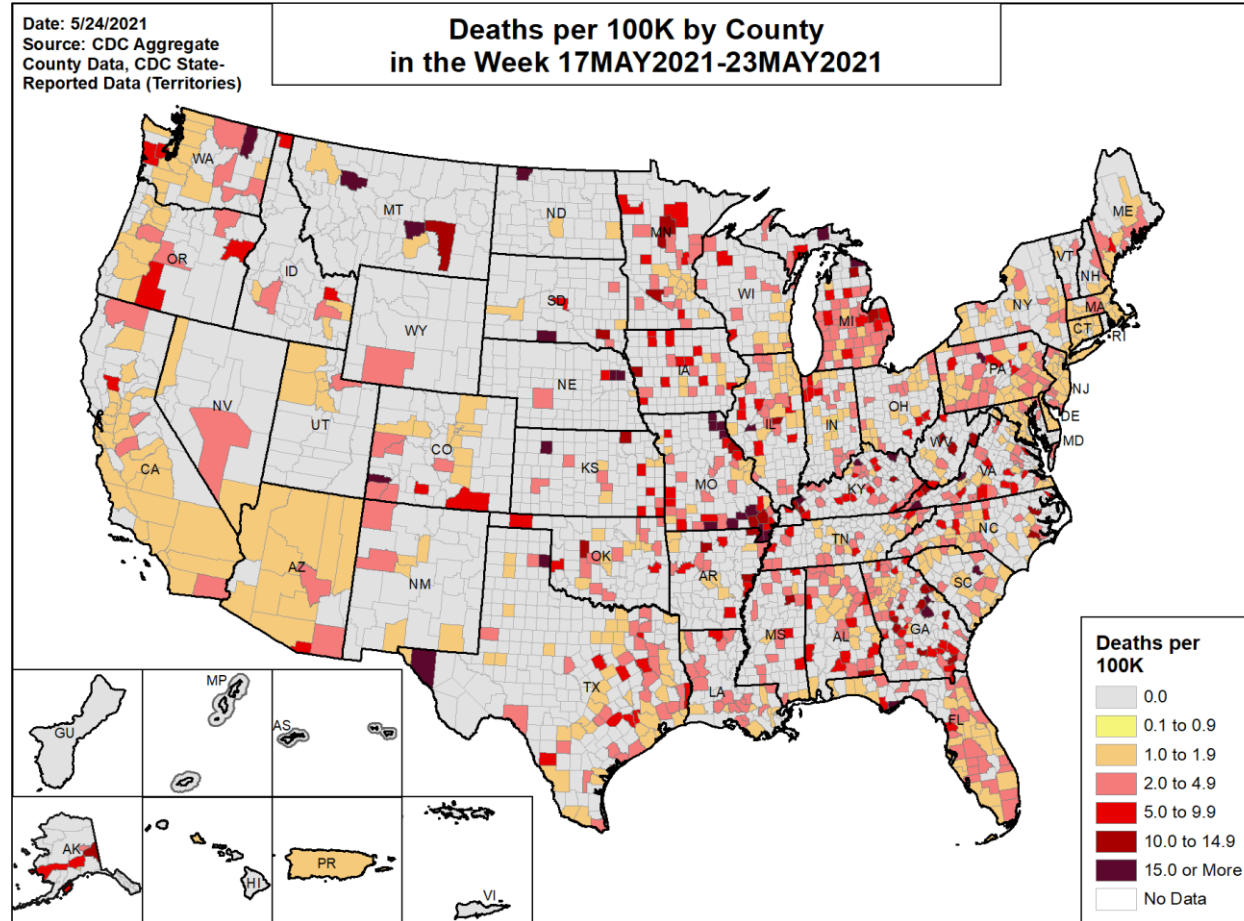 Date: 5/24/2021
Source: CDC Aggregate
County Data, CDC State-
Reported Data (Territories)
Deaths per 100K by County
in the Week 17MAY2021-23MAY2021
WA
MT
ND
MN
ME
OR
ID
SD
WI
VT
NH
NY
MA
CT
RI
WY
MI
IA
NE
PA
NJ
NV
UT
CO
IL
IN
OH
DE
MD
WV
CA
KS
MO
KY
VA
AZ
NM
OK
AR
TN
NC
SC
MS
AL
GA
TX
LA
FL
GU
MP
AS
AK
HI
PR
VI
Deaths per
100K
0.0
0.1 to 0.9
1.0 to 1.9
2.0 to 4.9
5.0 to 9.9
10.0 to 14.9
15.0 or More
No Data